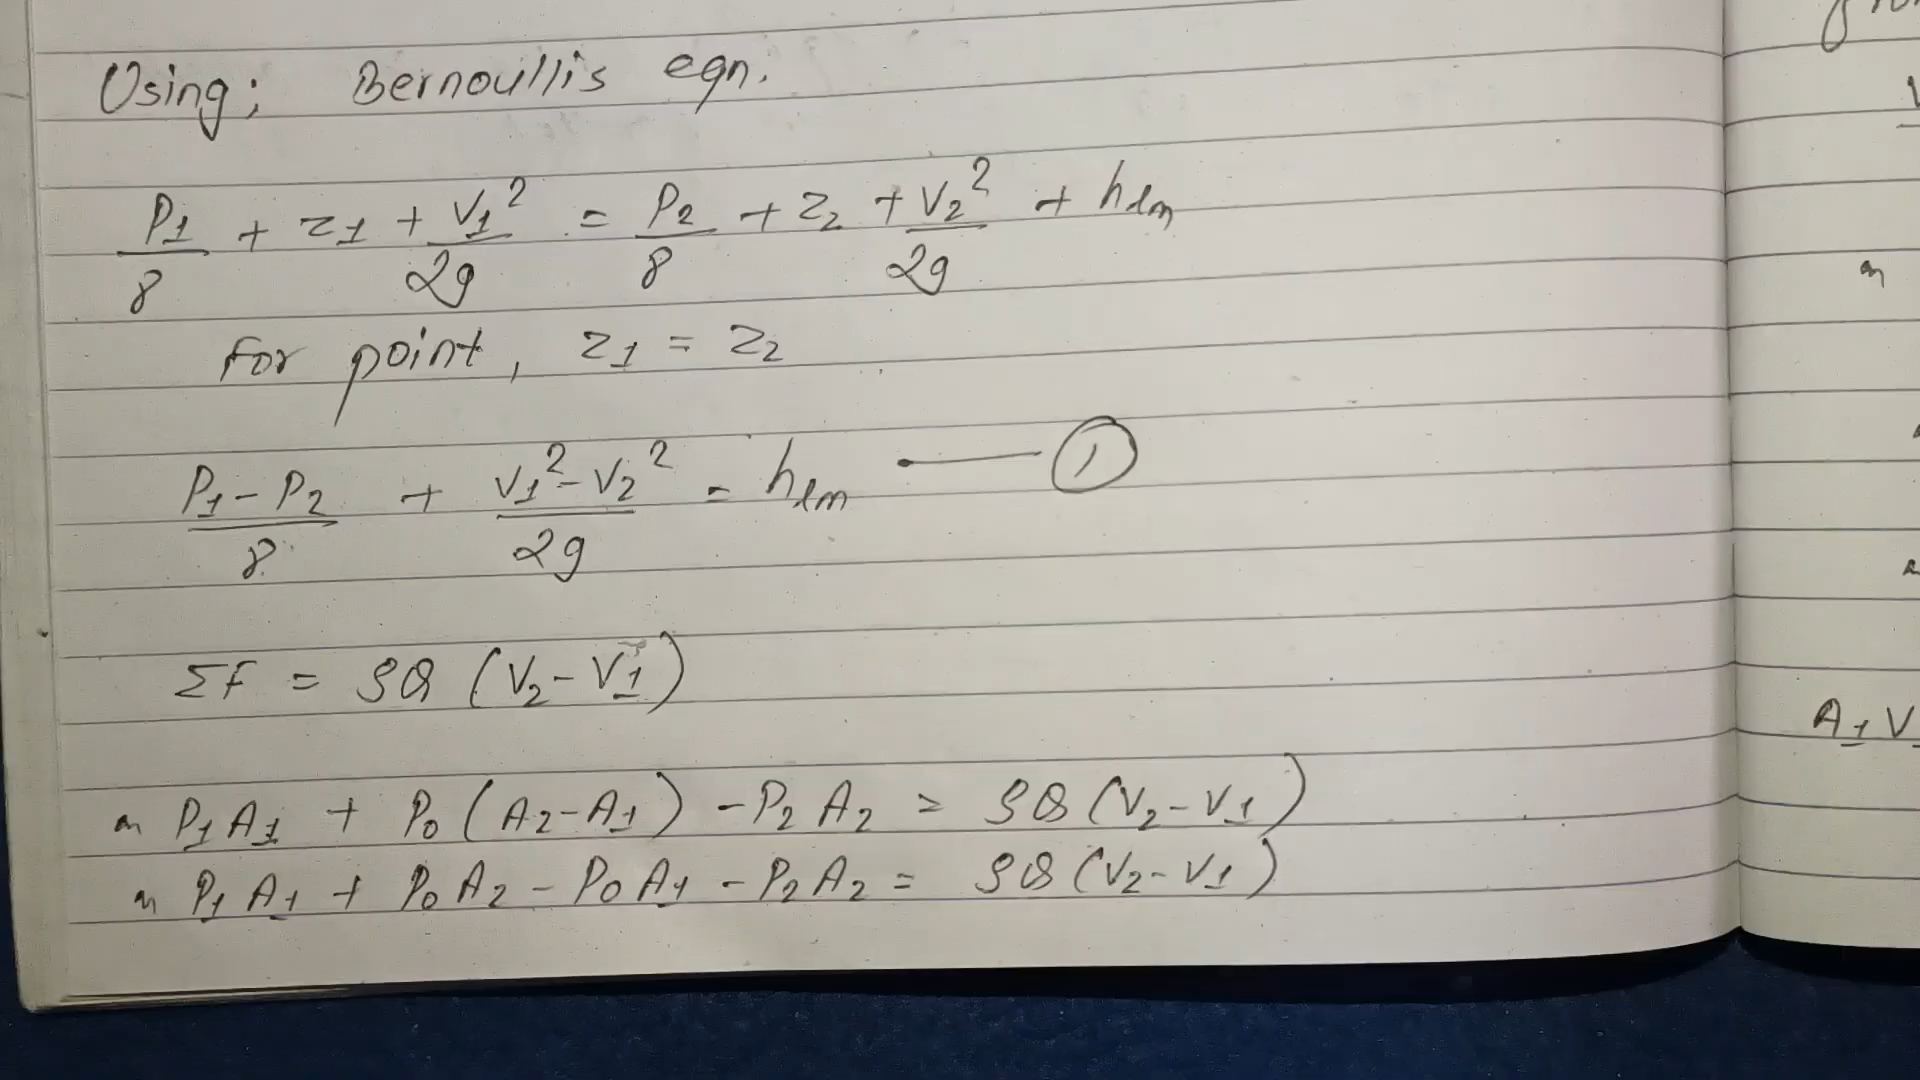 Using; Bernoullis eqn.
P1/γ + z1 + V1²/2g = P2/γ + z2 + V2²/2g + hlm
For point, z1 = z2
P1 - P2/γ + V1² - V2²/2g = hlm —— ①
ΣF = ρQ (V2 - V1)
∼ P1A1 + P0 (A2 - A1) - P2A2 = ρQ (V2 - V1)
∼ P1A1 + P0A2 - P0A1 - P2A2 = ρQ (V2 - V1)
A1V